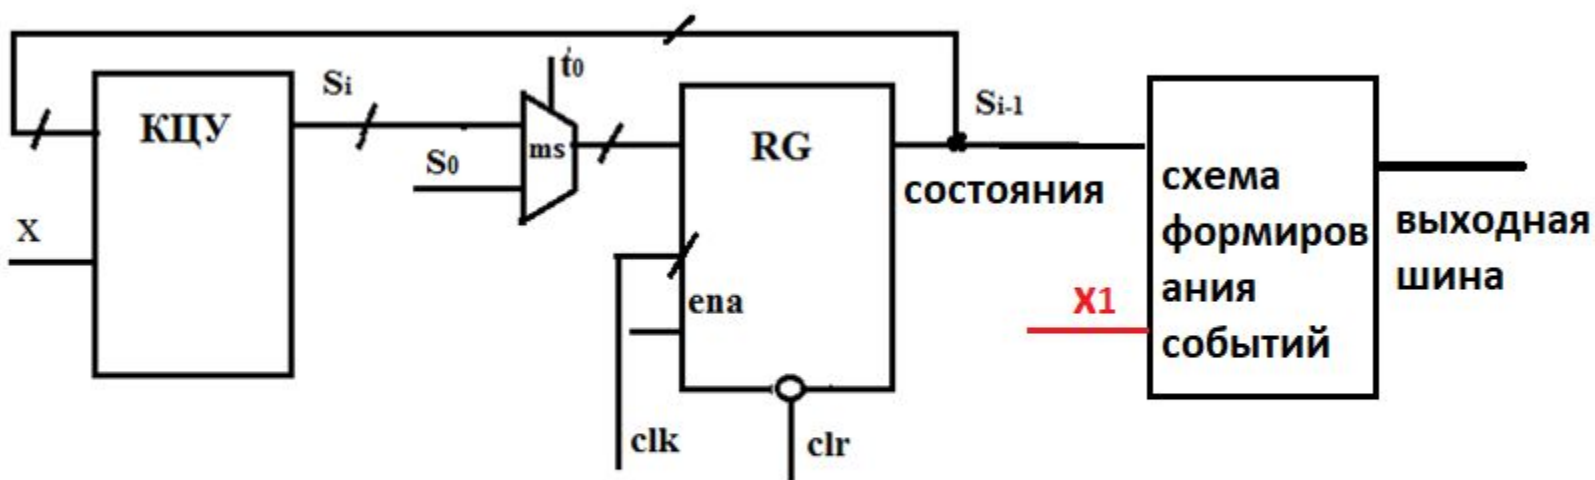 t0
Si
Si-1
КЦУ
ms
RG
S0
состояния
схема
формиров
ания
событий
выходная
шина
X
X1
ena
clk
clr